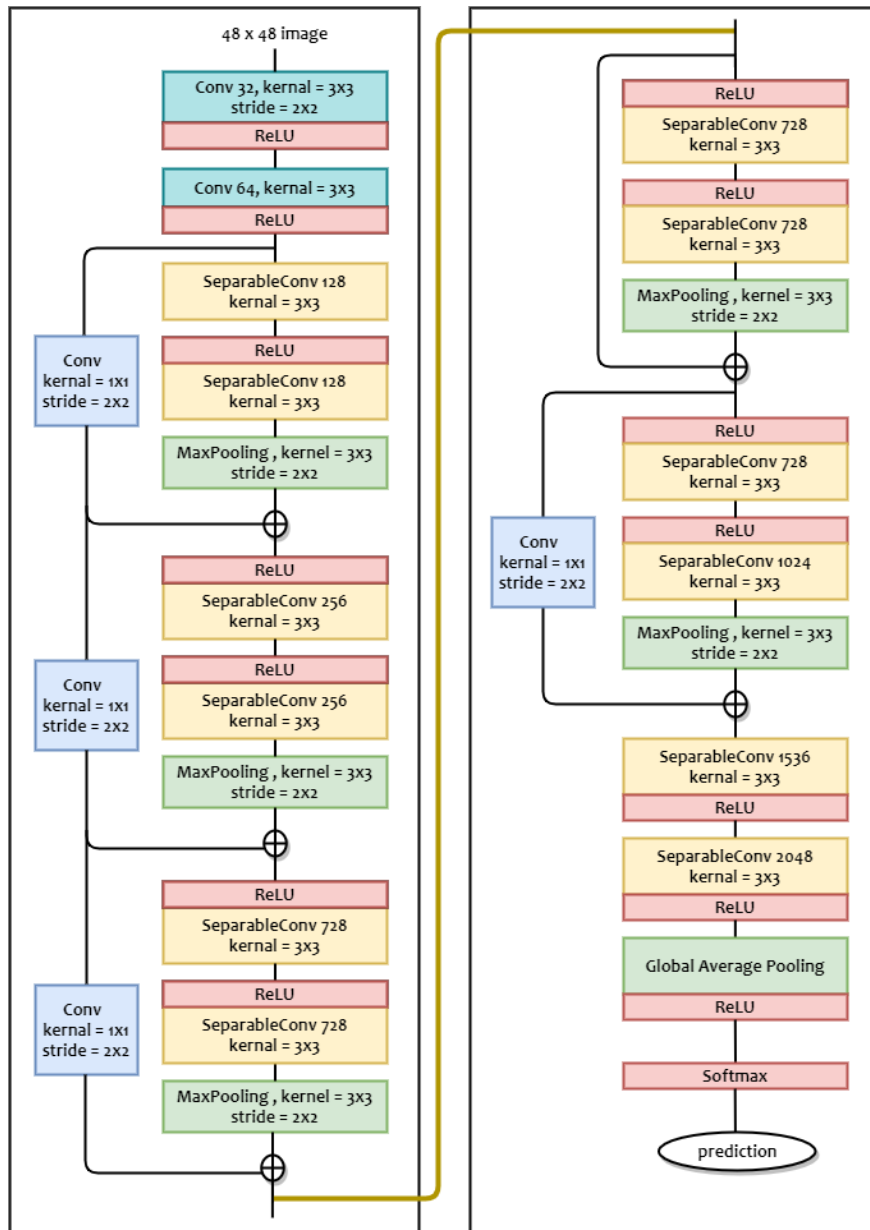 48 x 48 image
Conv 32, kernal = 3x3
stride = 2x2
ReLU
Conv 64, kernal = 3x3
ReLU
SeparableConv 128
kernal = 3x3
ReLU
SeparableConv 128
kernal = 3x3
Conv
kernal = 1x1
stride = 2x2
MaxPooling , kernel = 3x3
stride = 2x2
ReLU
SeparableConv 256
kernal = 3x3
ReLU
SeparableConv 256
kernal = 3x3
Conv
kernal = 1x1
stride = 2x2
MaxPooling , kernel = 3x3
stride = 2x2
ReLU
SeparableConv 728
kernal = 3x3
ReLU
SeparableConv 728
kernal = 3x3
Conv
kernal = 1x1
stride = 2x2
MaxPooling , kernel = 3x3
stride = 2x2
ReLU
SeparableConv 728
kernal = 3x3
ReLU
SeparableConv 728
kernal = 3x3
MaxPooling , kernel = 3x3
stride = 2x2
ReLU
SeparableConv 728
kernal = 3x3
ReLU
SeparableConv 1024
kernal = 3x3
Conv
kernal = 1x1
stride = 2x2
MaxPooling , kernel = 3x3
stride = 2x2
SeparableConv 1536
kernal = 3x3
ReLU
SeparableConv 2048
kernal = 3x3
ReLU
Global Average Pooling
ReLU
Softmax
prediction